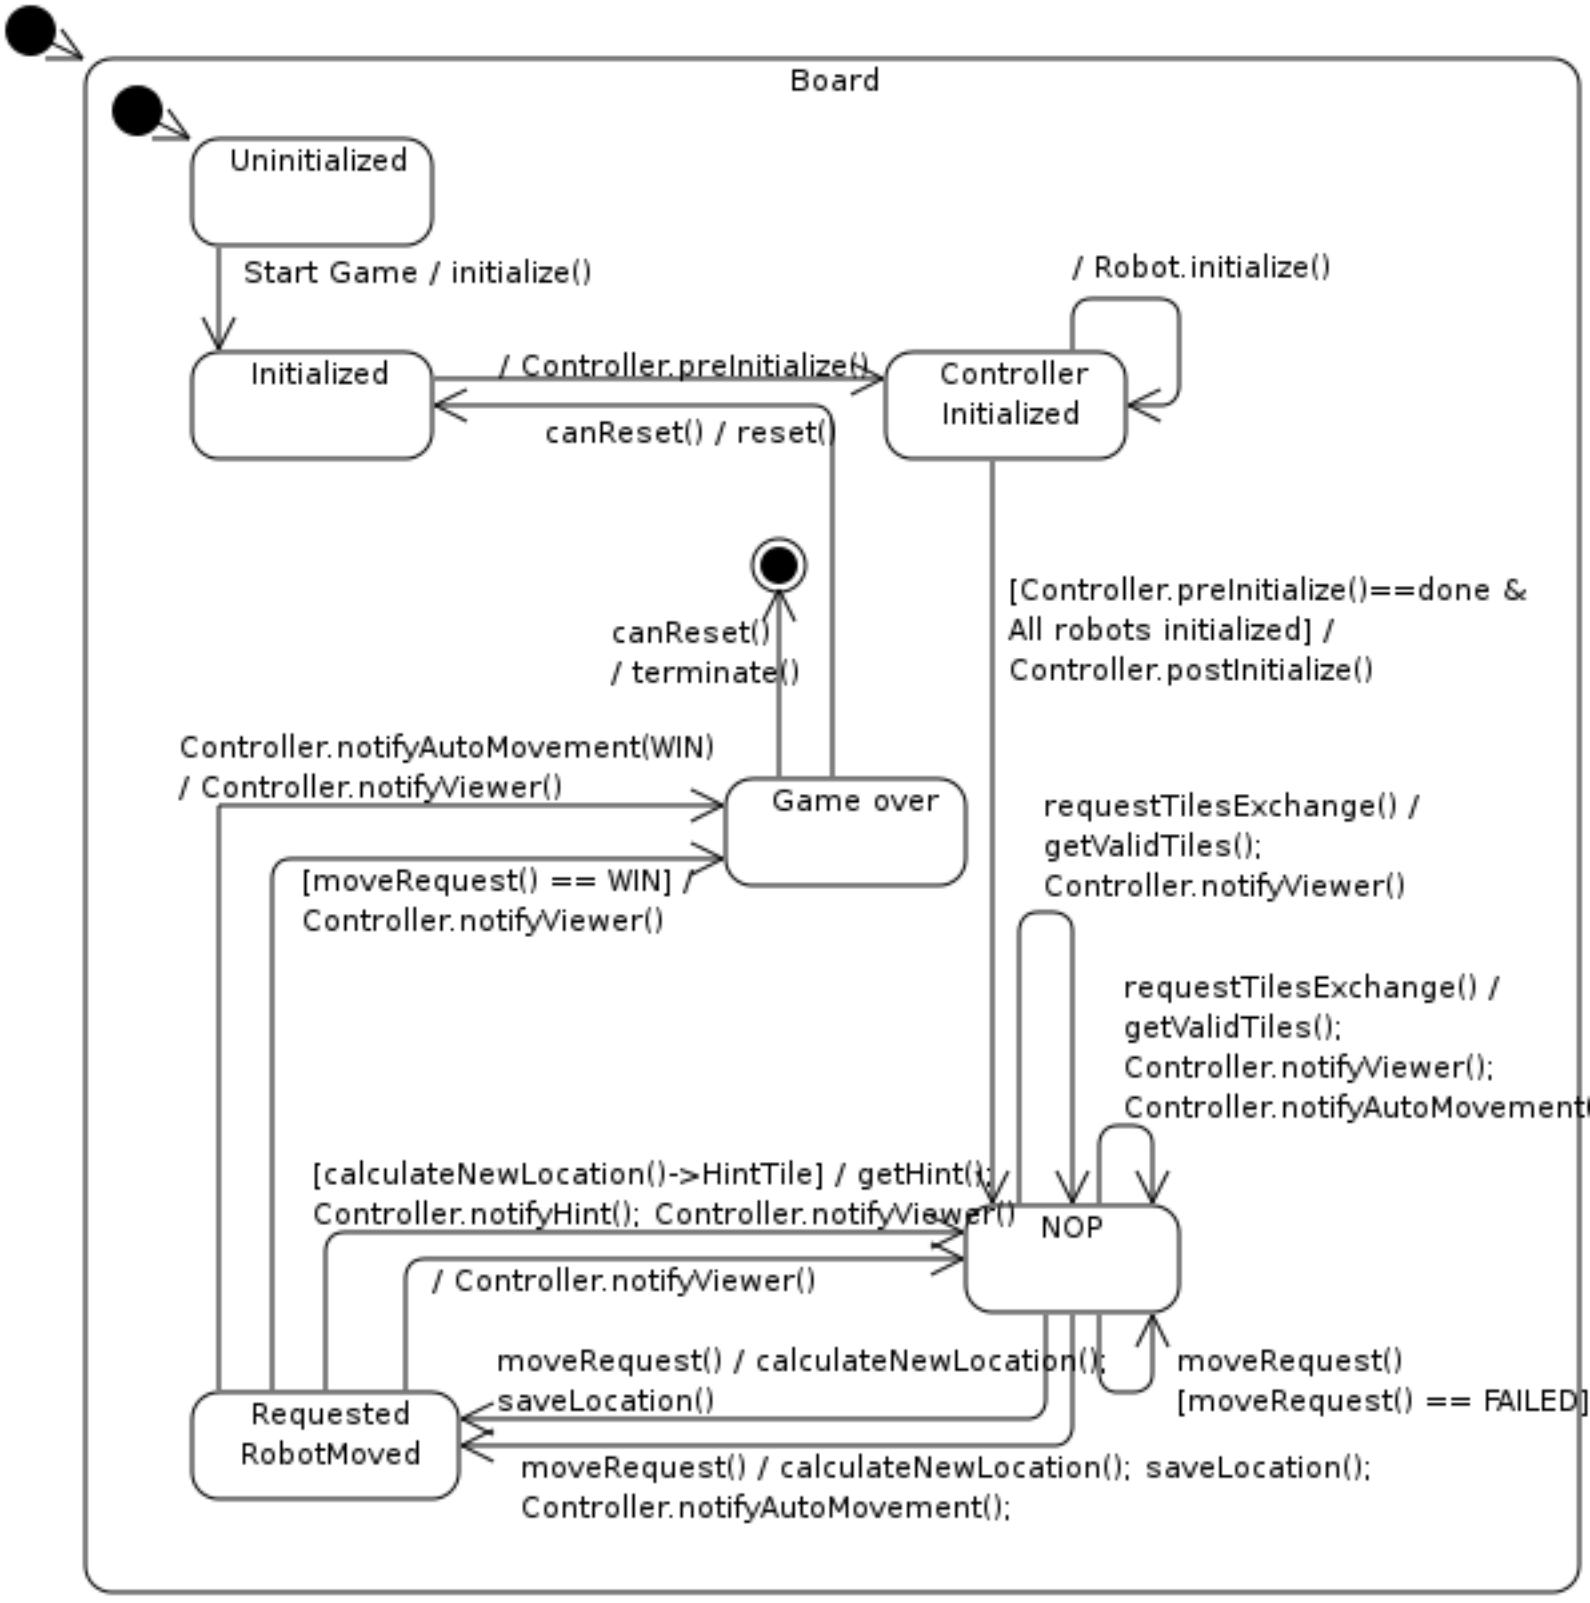 Board
Uninitialized
Start Game / initialize()
/ Robot.initialize()
Initialized
/ Controller.preInitialize()
Controller
Initialized
canReset() / reset()
[Controller.preInitialize()==done &
All robots initialized] /
Controller.postInitialize()
canReset()
/ terminate()
Controller.notifyAutoMovement(WIN)
/ Controller.notifyViewer()
Game over
requestTilesExchange() /
getValidTiles();
Controller.notifyViewer()
[moveRequest() == WIN] /
Controller.notifyViewer()
requestTilesExchange() /
getValidTiles();
Controller.notifyViewer();
Controller.notifyAutoMovement(
[calculateNewLocation()->HintTile] / getHint();
Controller.notifyHint(); Controller.notifyViewer()
NOP
/ Controller.notifyViewer()
moveRequest() / calculateNewLocation();
saveLocation()
moveRequest()
[moveRequest() == FAILED]
Requested
RobotMoved
moveRequest() / calculateNewLocation(); saveLocation();
Controller.notifyAutoMovement();